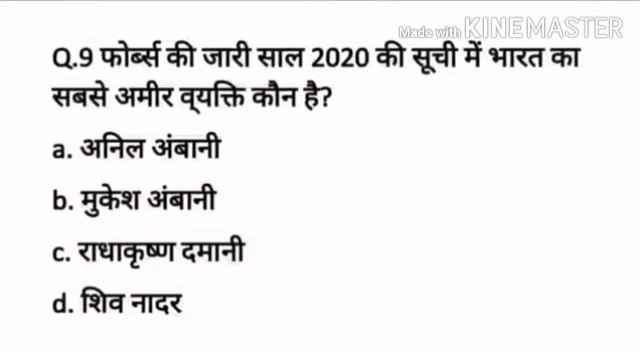 Made with KINEMASTER
Q.9 फोर्ब्स की जारी साल 2020 की सूची में भारत का
सबसे अमीर व्यक्ति कौन है?
a. अनिल अंबानी
b. मुकेश अंबानी
c. राधाकृष्ण दमानी
d. शिव नादर